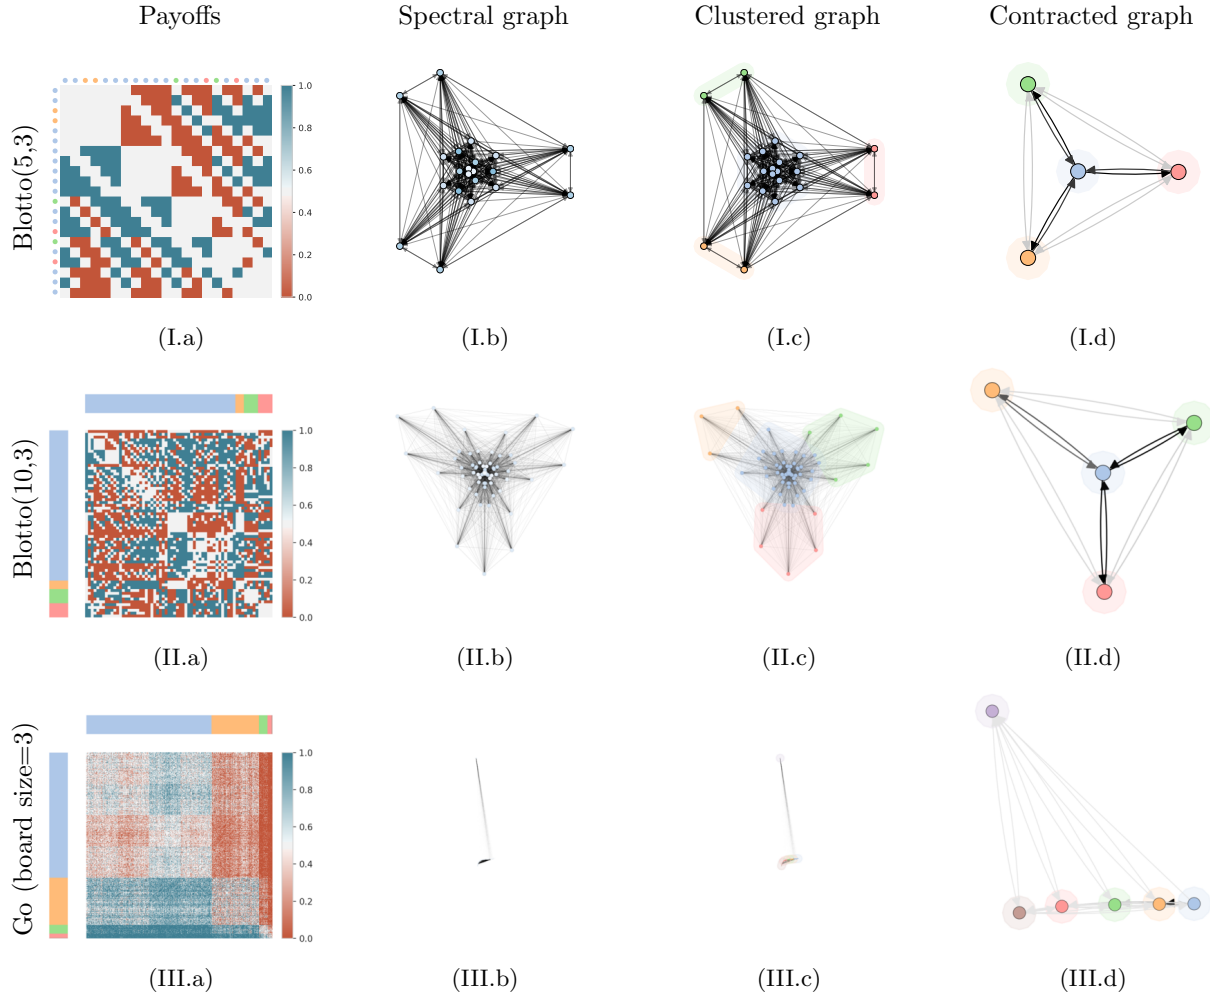 Payoffs
Spectral graph
Clustered graph
Contracted graph
Blotto(5,3)
1.0
0.8
0.6
0.4
0.2
0.0
(I.a)
(I.b)
(I.c)
(I.d)
Blotto(10,3)
1.0
0.8
0.6
0.4
0.2
0.0
(II.a)
(II.b)
(II.c)
(II.d)
Go (board size=3)
1.0
0.8
0.6
0.4
0.2
0.0
(III.a)
(III.b)
(III.c)
(III.d)